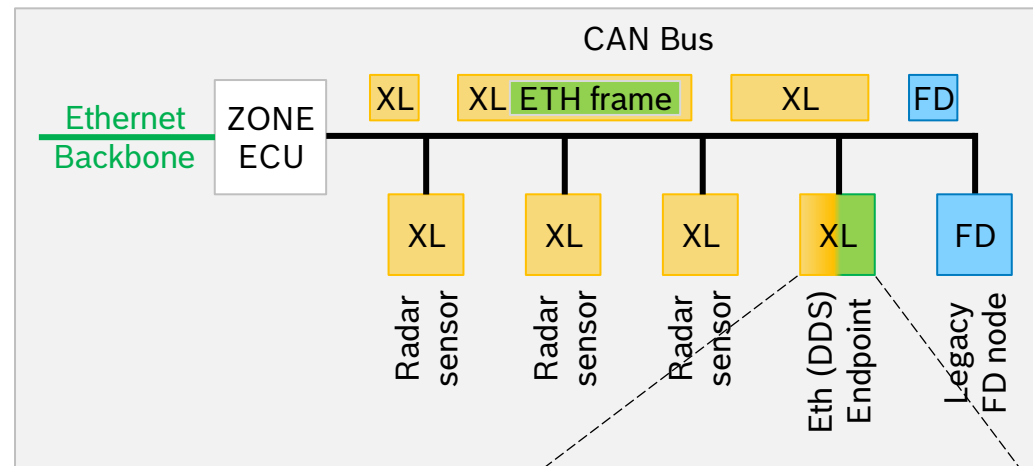 CAN Bus
XL
XL ETH frame
XL
FD
Ethernet
Backbone
ZONE
ECU
XL
XL
XL
XL
FD
Radar
sensor
Radar
sensor
Radar
sensor
Eth (DDS)
Endpoint
Legacy
FD node